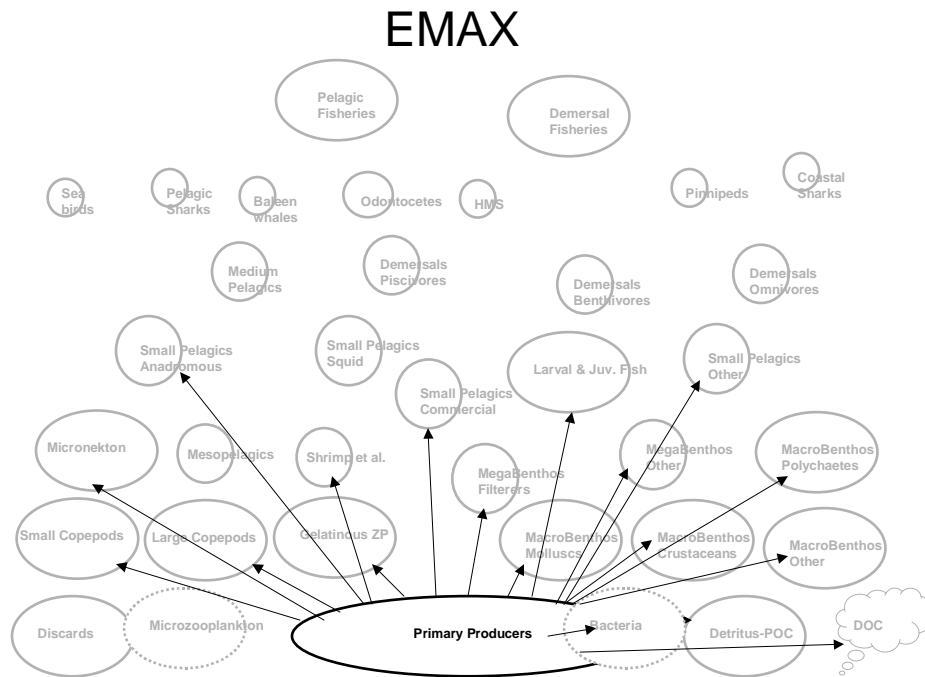 EMAX
Pelagic
Fisheries
Demersal
Fisheries
Sea
birds
Pelagic
Sharks
Baleen
whales
Odontocetes
HMS
Pinnipeds
Coastal
Sharks
Medium
Pelagics
Demersals
Piscivores
Demersals
Benthivores
Demersals
Omnivores
Small Pelagics
Anadromous
Small Pelagics
Squid
Small Pelagics
Commercial
Larval & Juv. Fish
Small Pelagics
Other
Micronekton
Mesopelagics
Shrimp et al.
MegaBenthos
Filterers
MegaBenthos
Other
MacroBenthos
Polychaetes
Small Copepods
Large Copepods
Gelatinous ZP
MacroBenthos
Molluscs
MacroBenthos
Crustaceans
MacroBenthos
Other
Discards
Microzooplankton
Primary Producers
Bacteria
Detritus-POC
DOC